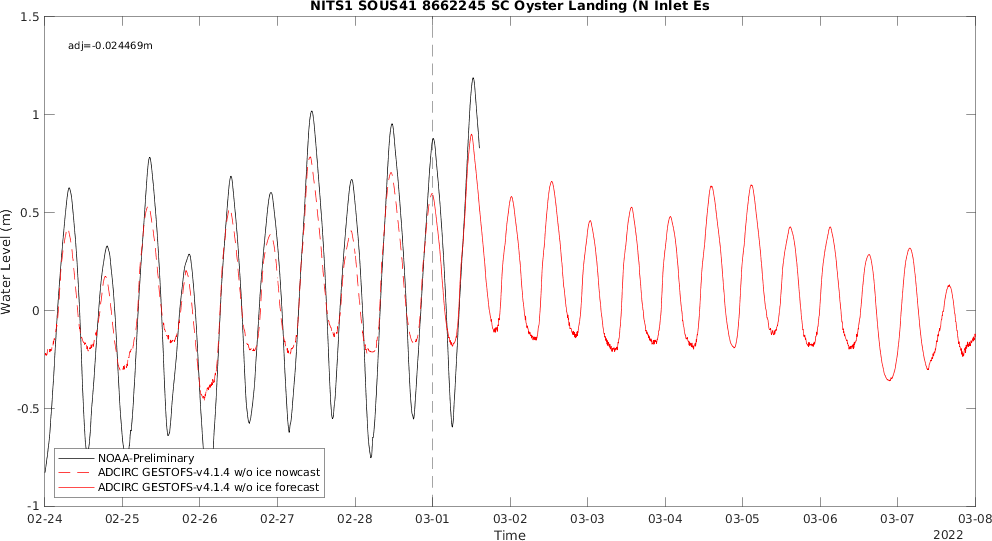 NITS1 SOUS41 8662245 SC Oyster Landing (N Inlet Es
adj=-0.024469m
Water Level (m)
1.5
1
0.5
0
-0.5
-1
NOAA-Preliminary
ADCIRC GESTOFS-v4.1.4 w/o ice nowcast
ADCIRC GESTOFS-v4.1.4 w/o ice forecast
02-24 02-25 02-26 02-27 02-28 03-01 03-02 03-03 03-04 03-05 03-06 03-07 03-08
Time
2022